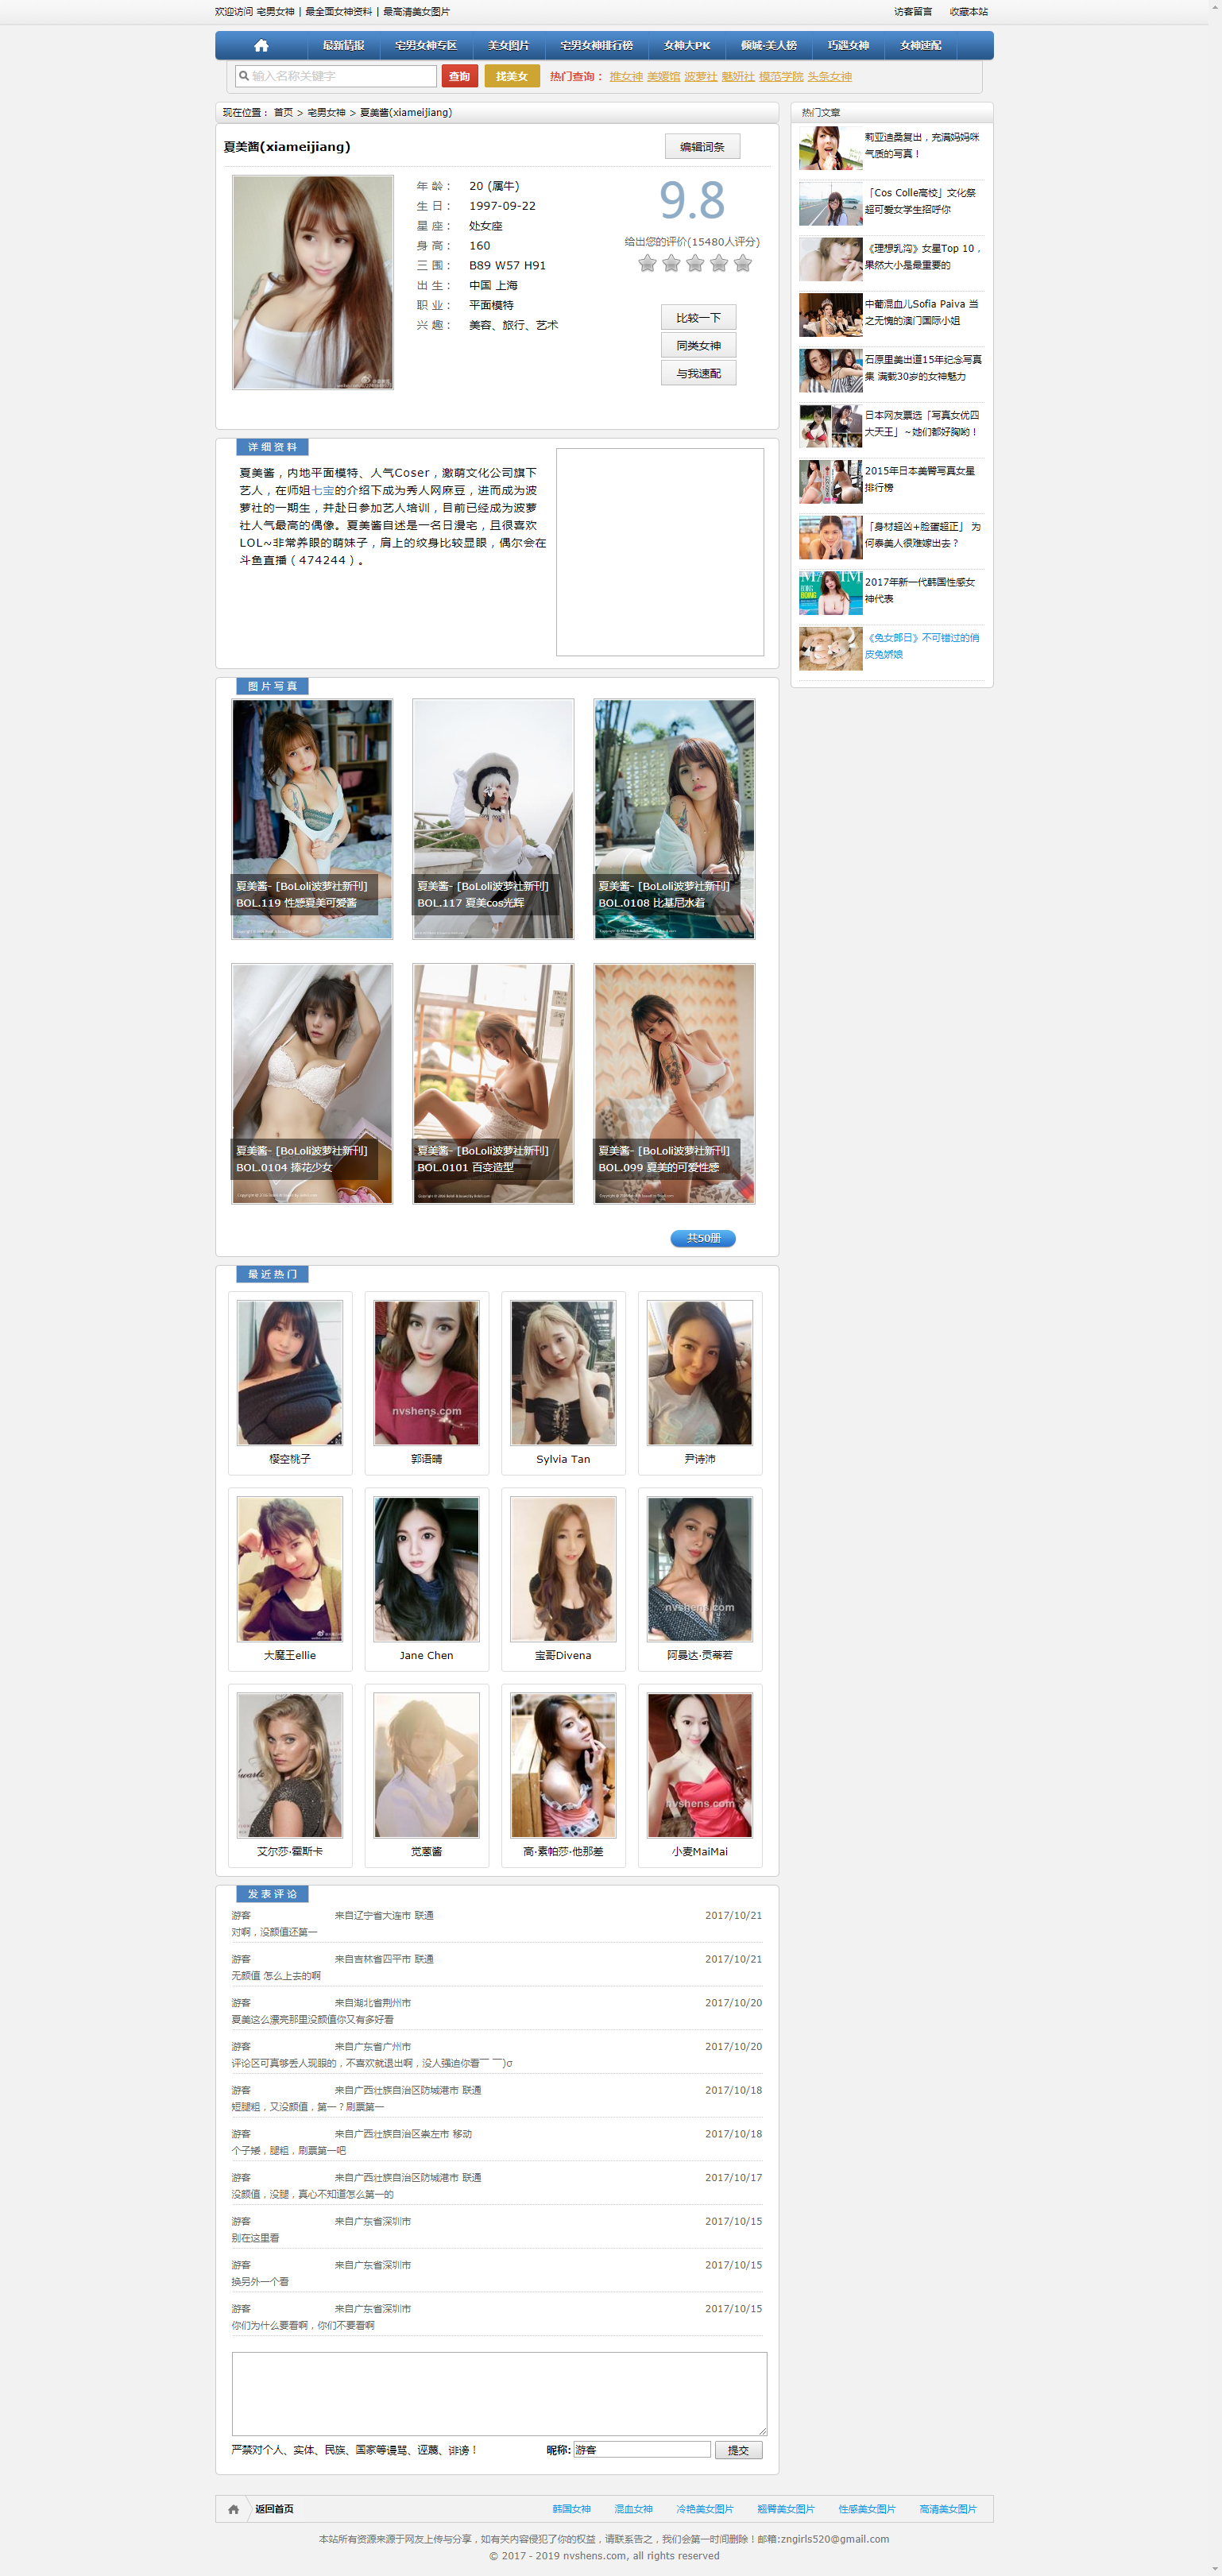 欢迎访问 宅男女神 | 最全面女神资料 | 最高清美女图片
访客留言 收藏本站
最新情报 宅男女神专区 美女图片 宅男女神排行榜 女神大PK 倾城·美人榜 巧遇女神 女神速配
输入名称关键字 查询 找美女 热门查询： 推女神 美媛馆 波萝社 魅妍社 模范学院 头条女神
现在位置： 首页 > 宅男女神 > 夏美酱(xiameijiang)
夏美酱(xiameijiang)
编辑词条
年 龄： 20 (属牛)
生 日： 1997-09-22
星 座： 处女座
身 高： 160
三 围： B89 W57 H91
出 生： 中国 上海
职 业： 平面模特
兴 趣： 美容、旅行、艺术
9.8
给出您的评价(15480人评分)
比较一下
同类女神
与我速配
详 细 资 料
夏美酱，内地平面模特、人气Coser，激萌文化公司旗下
艺人，在师姐七宝的介绍下成为秀人网麻豆，进而成为波
萝社的一期生，并赴日参加艺人培训，目前已经成为波萝
社人气最高的偶像。夏美酱自述是一名日漫宅，且很喜欢
LOL~非常养眼的萌妹子，肩上的纹身比较显眼，偶尔会在
斗鱼直播（474244）。
图 片 写 真
夏美酱- [BoLoli波萝社新刊]
BOL.119 性感夏美可爱酱
夏美酱- [BoLoli波萝社新刊]
BOL.117 夏美cos光辉
夏美酱- [BoLoli波萝社新刊]
BOL.0108 比基尼水着
夏美酱- [BoLoli波萝社新刊]
BOL.0104 捧花少女
夏美酱- [BoLoli波萝社新刊]
BOL.0101 百变造型
夏美酱- [BoLoli波萝社新刊]
BOL.099 夏美的可爱性感
共50册
最 近 热 门
nvshens.com
樱空桃子 郭语晴 Sylvia Tan 尹诗沛
nvshens.com
大魔王ellie Jane Chen 宝哥Divena 阿曼达·贡蒂若
nvshens.com
艾尔莎·霍斯卡 觉葱酱 高·素帕莎·他那差 小麦MaiMai
发 表 评 论
游客 来自辽宁省大连市 联通 2017/10/21
对啊，没颜值还第一
游客 来自吉林省四平市 联通 2017/10/21
无颜值 怎么上去的啊
游客 来自湖北省荆州市 2017/10/20
夏美这么漂亮那里没颜值你又有多好看
游客 来自广东省广州市 2017/10/20
评论区可真够丢人现眼的，不喜欢就退出啊，没人强迫你看￣ ￣)σ
游客 来自广西壮族自治区防城港市 联通 2017/10/18
短腿粗，又没颜值，第一？刷票第一
游客 来自广西壮族自治区崇左市 移动 2017/10/18
个子矮，腿粗，刷票第一吧
游客 来自广西壮族自治区防城港市 联通 2017/10/17
没颜值，没腿，真心不知道怎么第一的
游客 来自广东省深圳市 2017/10/15
别在这里看
游客 来自广东省深圳市 2017/10/15
换另外一个看
游客 来自广东省深圳市 2017/10/15
你们为什么要看啊，你们不要看啊
严禁对个人、实体、民族、国家等谩骂、诬蔑、诽谤！ 昵称: 游客 提交
热门文章
莉亚迪桑复出，充满妈妈咪
气质的写真！
「Cos Colle高校」文化祭
超可爱女学生招呼你
《理想乳沟》女星Top 10，
果然大小是最重要的
中葡混血儿Sofia Paiva 当
之无愧的澳门国际小姐
石原里美出道15年纪念写真
集 满载30岁的女神魅力
日本网友票选「写真女优四
大天王」～她们都好胸哟！
2015年日本美臀写真女星
排行榜
「身材超凶+脸蛋超正」 为
何泰美人很难嫁出去？
2017年新一代韩国性感女
神代表
《兔女郎日》不可错过的俏
皮兔娇娘
返回首页
韩国女神 混血女神 冷艳美女图片 翘臀美女图片 性感美女图片 高清美女图片
本站所有资源来源于网友上传与分享，如有关内容侵犯了你的权益，请联系告之，我们会第一时间删除！邮箱:zngirls520@gmail.com
© 2017 - 2019 nvshens.com, all rights reserved